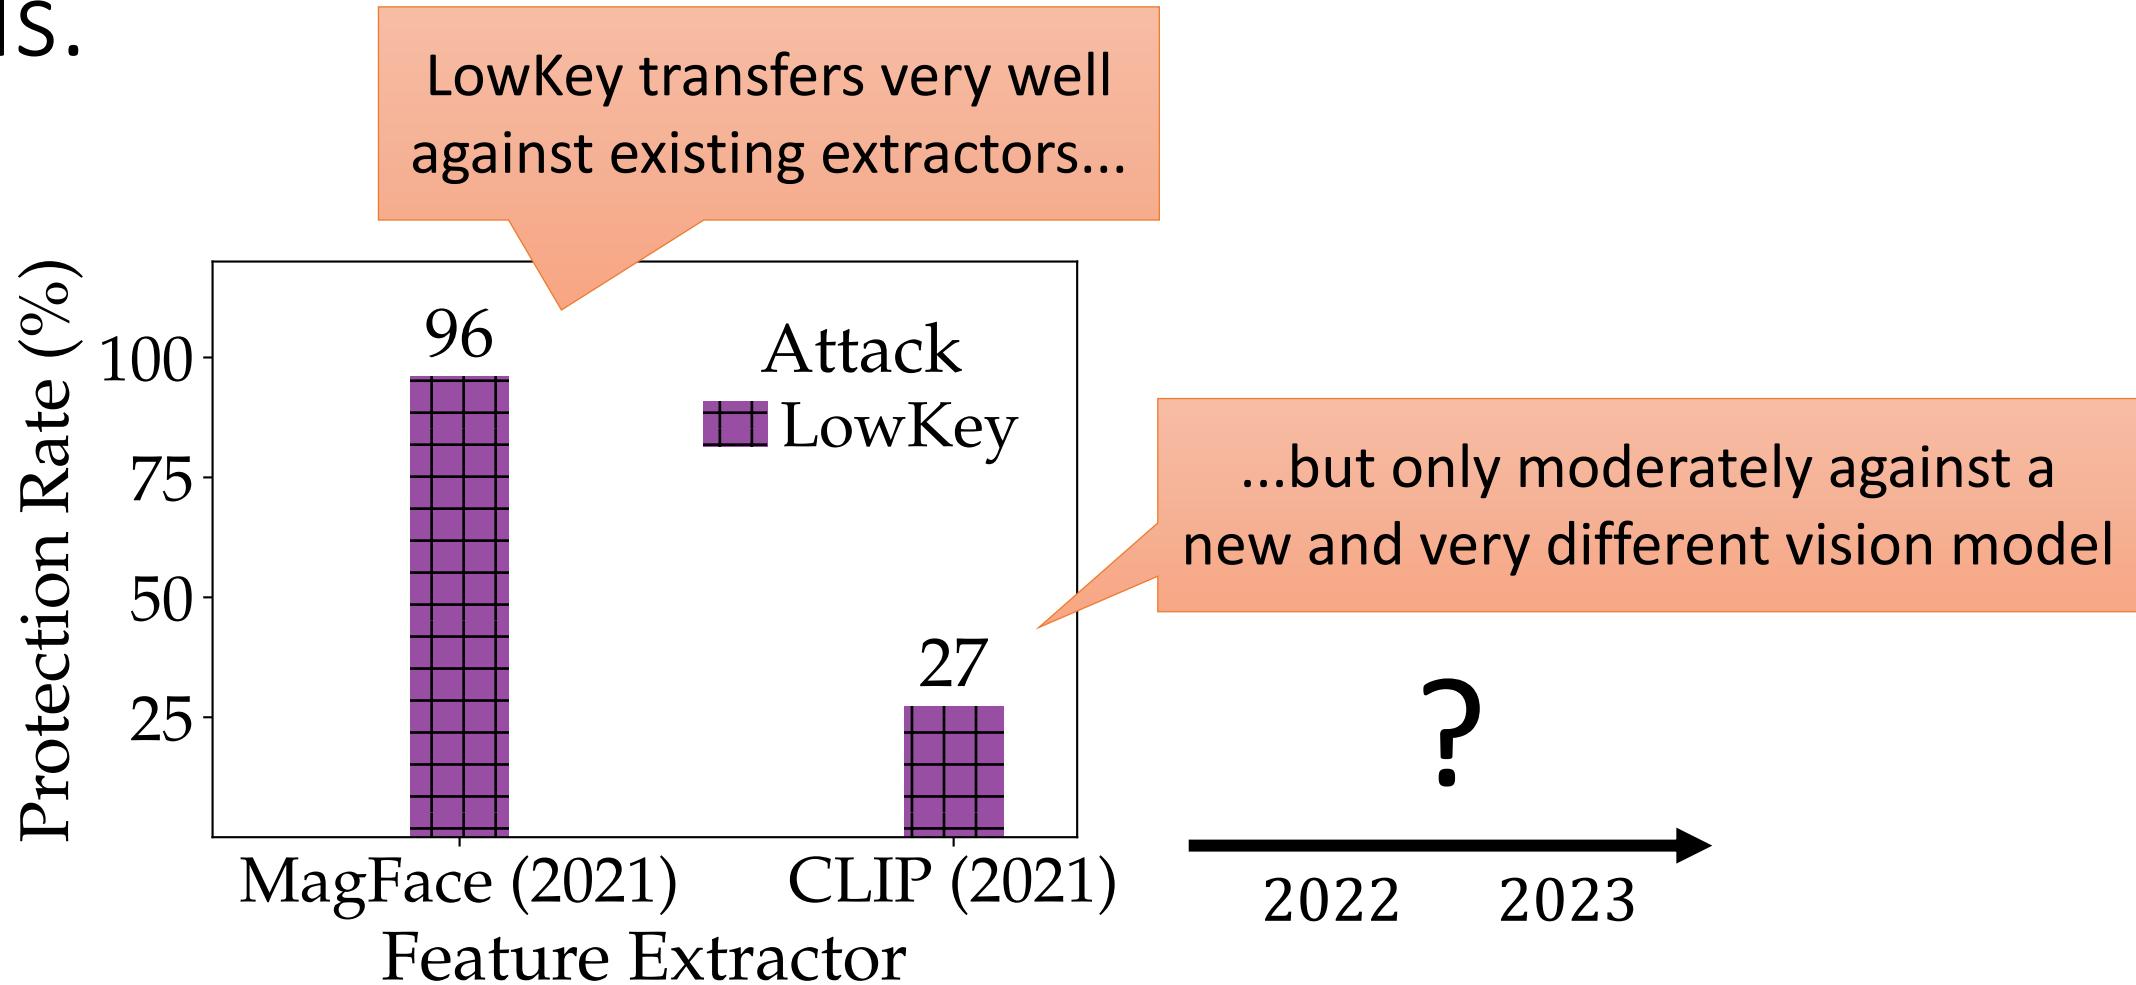 s.
LowKey transfers very well
against existing extractors...
Protection Rate (%)
100
75
50
25
96
Attack
LowKey
27
...but only moderately against a
new and very different vision model
?
MagFace (2021)
CLIP (2021)
2022
2023
Feature Extractor